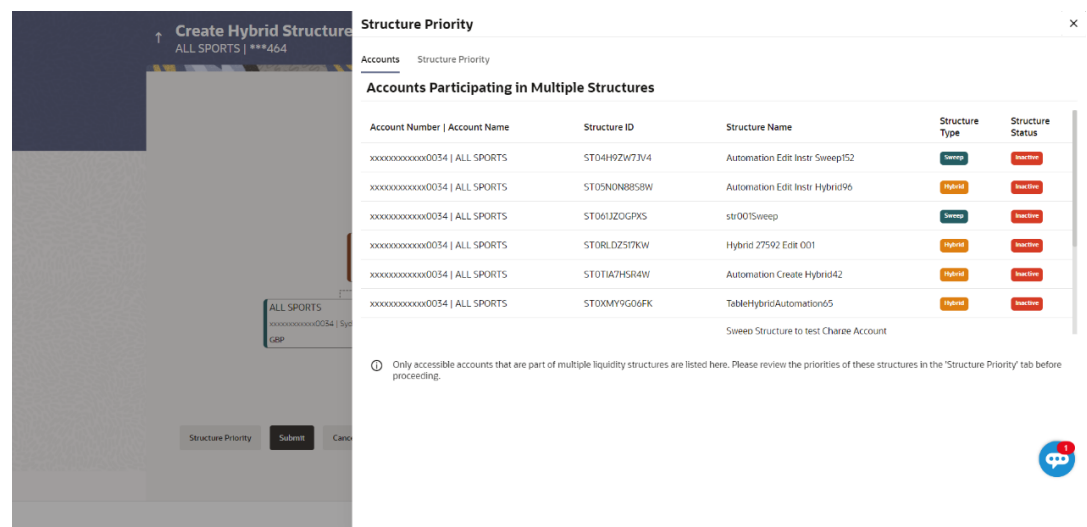 ↑ Create Hybrid Structure
ALL SPORTS | ***464
Structure Priority
×
Accounts Structure Priority
Accounts Participating in Multiple Structures
Account Number | Account Name Structure ID Structure Name Structure Type Structure Status
xxxxxxxxxxxx0034 | ALL SPORTS ST04H9ZW7JV4 Automation Edit Instr Sweep152 Sweep Inactive
xxxxxxxxxxxx0034 | ALL SPORTS ST05N0N88S8W Automation Edit Instr Hybrid96 Hybrid Inactive
xxxxxxxxxxxx0034 | ALL SPORTS ST061JZOGPXS str001Sweep Sweep Inactive
xxxxxxxxxxxx0034 | ALL SPORTS ST0RLDZ517KW Hybrid 27592 Edit 001 Hybrid Inactive
xxxxxxxxxxxx0034 | ALL SPORTS ST0TIA7HSR4W Automation Create Hybrid42 Hybrid Inactive
xxxxxxxxxxxx0034 | ALL SPORTS ST0XMY9G06FK TableHybridAutomation65 Hybrid Inactive
Sweep Structure to test Charge Account
Only accessible accounts that are part of multiple liquidity structures are listed here. Please review the priorities of these structures in the 'Structure Priority' tab before
proceeding.
ALL SPORTS
xxxxxxxxxxxx0034 | Syd
GBP
Structure Priority Submit Canc
1